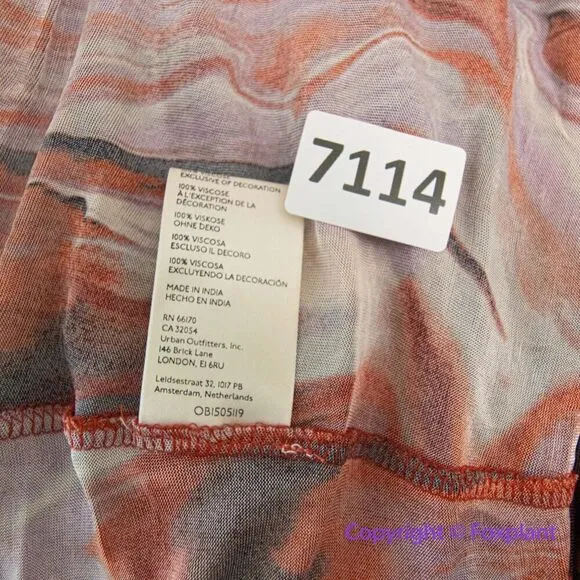 EXCLUSIVE OF DECORATION
100% VISCOSE
À L'EXCEPTION DE LA
DÉCORATION
100% VISKOSE
OHNE DEKO
100% VISCOSA
ESCLUSO IL DECORO
100% VISCOSA
EXCLUYENDO LA DECORACIÓN
MADE IN INDIA
HECHO EN INDIA
RN 66170
CA 32054
Urban Outfitters, Inc.
146 Brick Lane
LONDON, E1 6RU
Leidsestraat 32, 1017 PB
Amsterdam, Netherlands
OB1505119
7114
Copyright © Foxplant